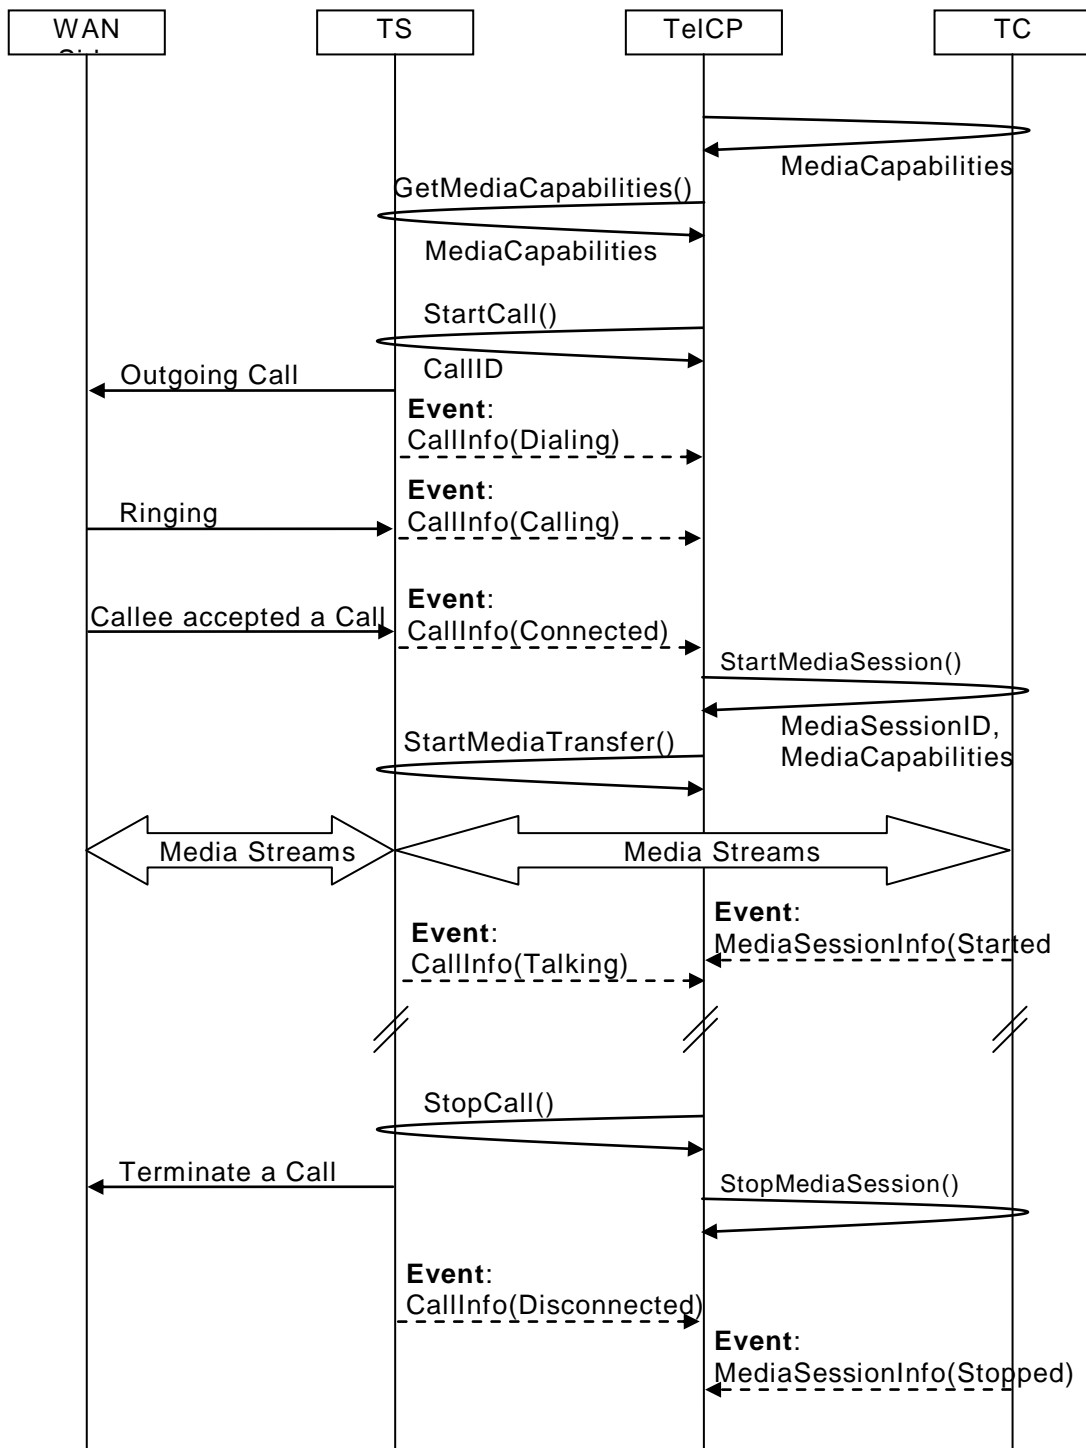 WAN
TS
TelCP
TC
MediaCapabilities
GetMediaCapabilities()
MediaCapabilities
StartCall()
CallID
Outgoing Call
Event:
CallInfo(Dialing)
Event:
Ringing
CallInfo(Calling)
Event:
Callee accepted a Call
CallInfo(Connected)
StartMediaSession()
MediaSessionID,
StartMediaTransfer()
MediaCapabilities
Media Streams
Media Streams
Event:
MediaSessionInfo(Started
Event:
CallInfo(Talking)
StopCall()
Terminate a Call
StopMediaSession()
Event:
CallInfo(Disconnected)
Event:
MediaSessionInfo(Stopped)